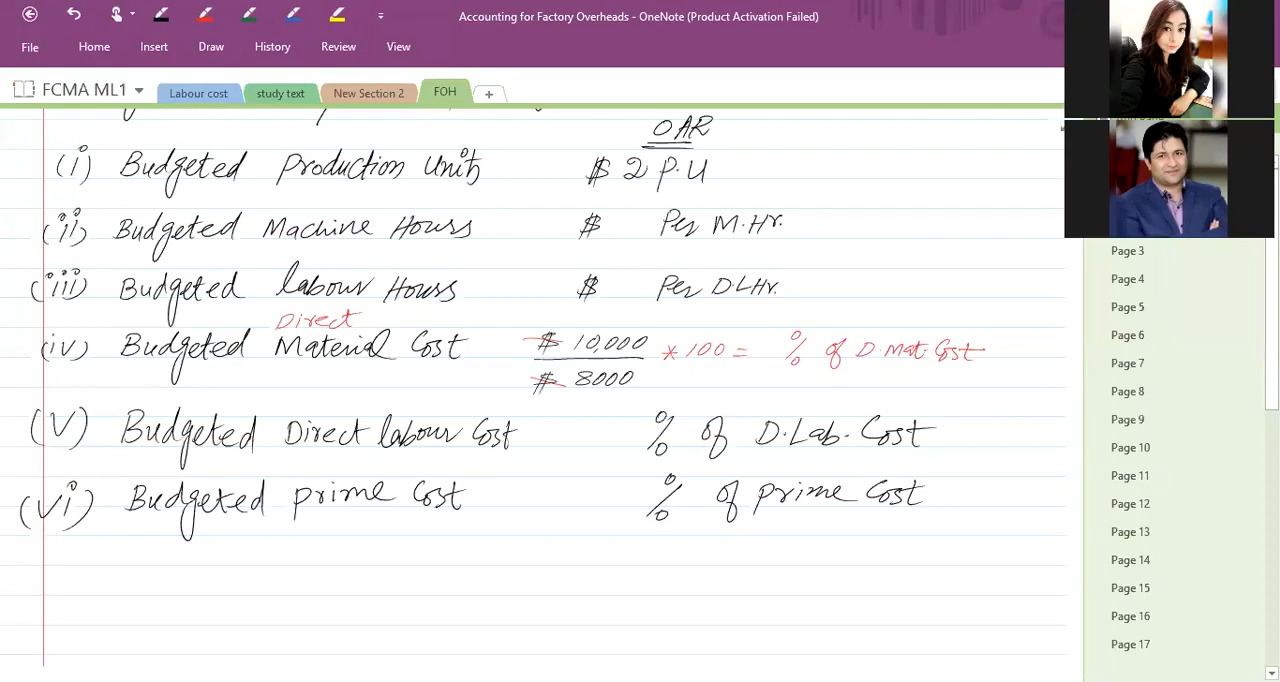 Accounting for Factory Overheads - OneNote (Product Activation Failed)
File Home Insert Draw History Review View
FCMA ML1 Labour cost study text New Section 2 FOH +
OAR
(i) Budgeted Production Units $ 2 P.U
(ii) Budgeted Machine Hours $ Per M.Hr.
(iii) Budgeted labour Hours $ Per D.L.Hr.
Direct
(iv) Budgeted Material Cost $ 10,000 * 100 = % of D.Mat. Cost
$ 8000
(V) Budgeted Direct labour Cost % of D.Lab. Cost
(vi) Budgeted prime Cost % of prime Cost
Page 3
Page 4
Page 5
Page 6
Page 7
Page 8
Page 9
Page 10
Page 11
Page 12
Page 13
Page 14
Page 15
Page 16
Page 17